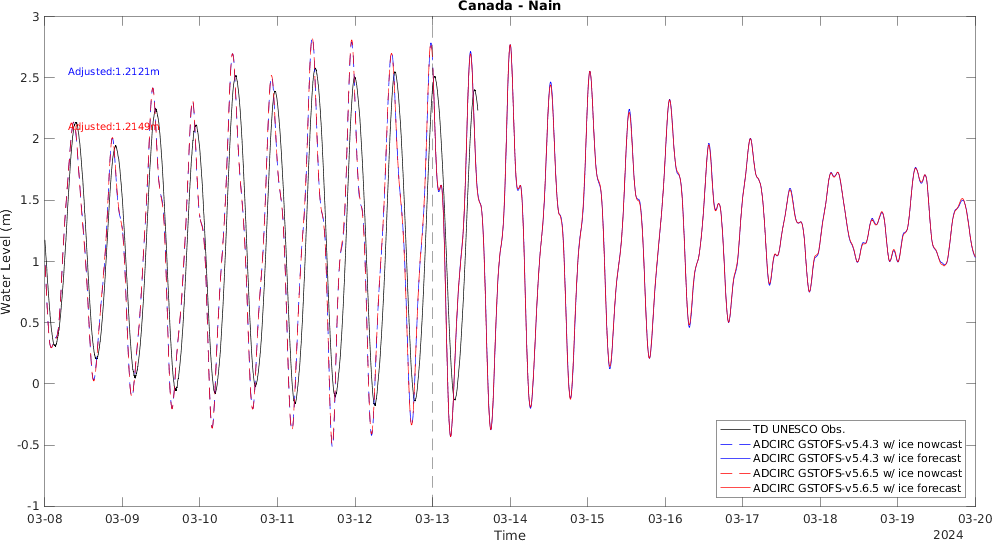 Canada - Nain
3
2.5
2
1.5
1
0.5
0
-0.5
-1
Water Level (m)
Adjusted:1.2121m
Adjusted:1.2149m
TD UNESCO Obs.
ADCIRC GSTOFS-v5.4.3 w/ ice nowcast
ADCIRC GSTOFS-v5.4.3 w/ ice forecast
ADCIRC GSTOFS-v5.6.5 w/ ice nowcast
ADCIRC GSTOFS-v5.6.5 w/ ice forecast
03-08 03-09 03-10 03-11 03-12 03-13 03-14 03-15 03-16 03-17 03-18 03-19 03-20
Time
2024